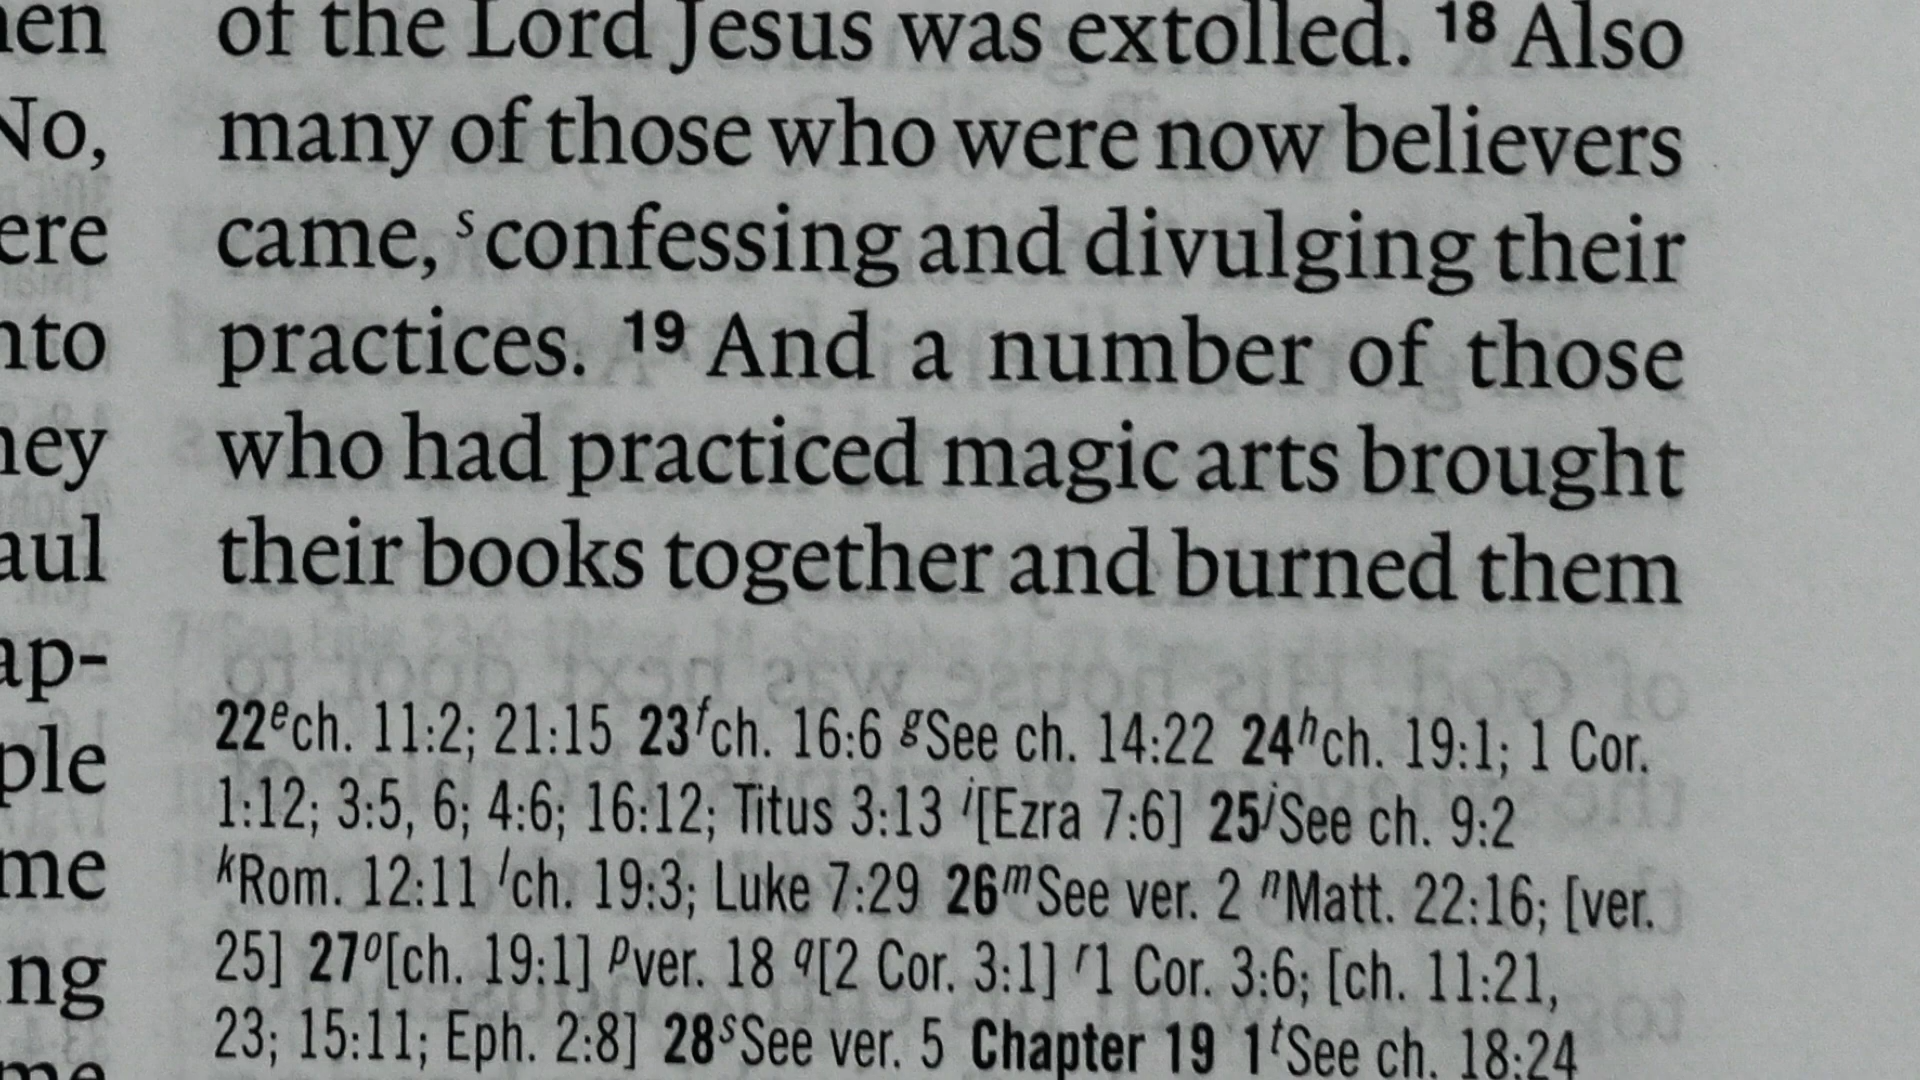 of the Lord Jesus was extolled. 18 Also
many of those who were now believers
came, s confessing and divulging their
practices. 19 And a number of those
who had practiced magic arts brought
their books together and burned them
22 e ch. 11:2; 21:15 23 f ch. 16:6 g See ch. 14:22 24 h ch. 19:1; 1 Cor.
1:12; 3:5, 6; 4:6; 16:12; Titus 3:13 i [Ezra 7:6] 25 j See ch. 9:2
k Rom. 12:11 l ch. 19:3; Luke 7:29 26 m See ver. 2 n Matt. 22:16; [ver.
25] 27 o [ch. 19:1] p ver. 18 q [2 Cor. 3:1] r 1 Cor. 3:6; [ch. 11:21,
23; 15:11; Eph. 2:8] 28 s See ver. 5 Chapter 19 1 t See ch. 18:24